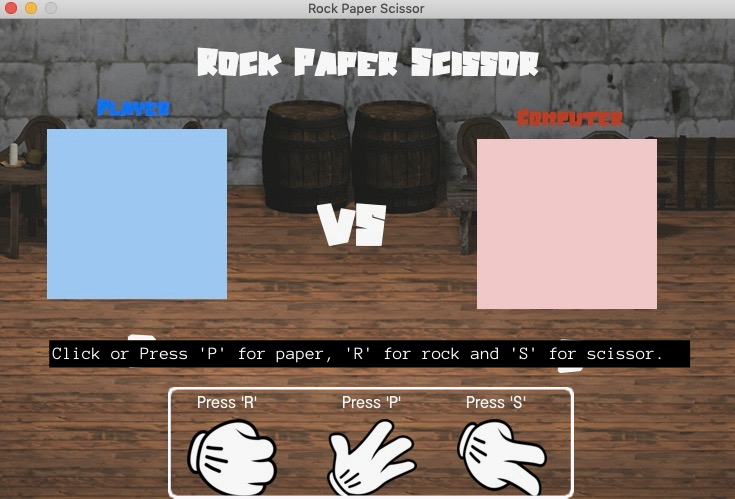 Rock Paper Scissor
Rock Paper Scissor
Player
Computer
VS
Click or Press 'P' for paper, 'R' for rock and 'S' for scissor.
Press 'R'
Press 'P'
Press 'S'